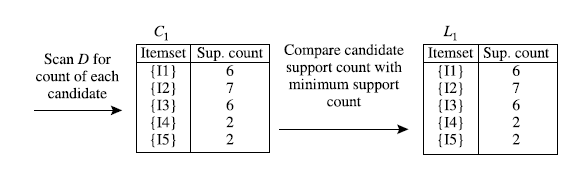 Scan D for
count of each
candidate
C1
Itemset Sup. count
{I1} 6
{I2} 7
{I3} 6
{I4} 2
{I5} 2
Compare candidate
support count with
minimum support
count
L1
Itemset Sup. count
{I1} 6
{I2} 7
{I3} 6
{I4} 2
{I5} 2